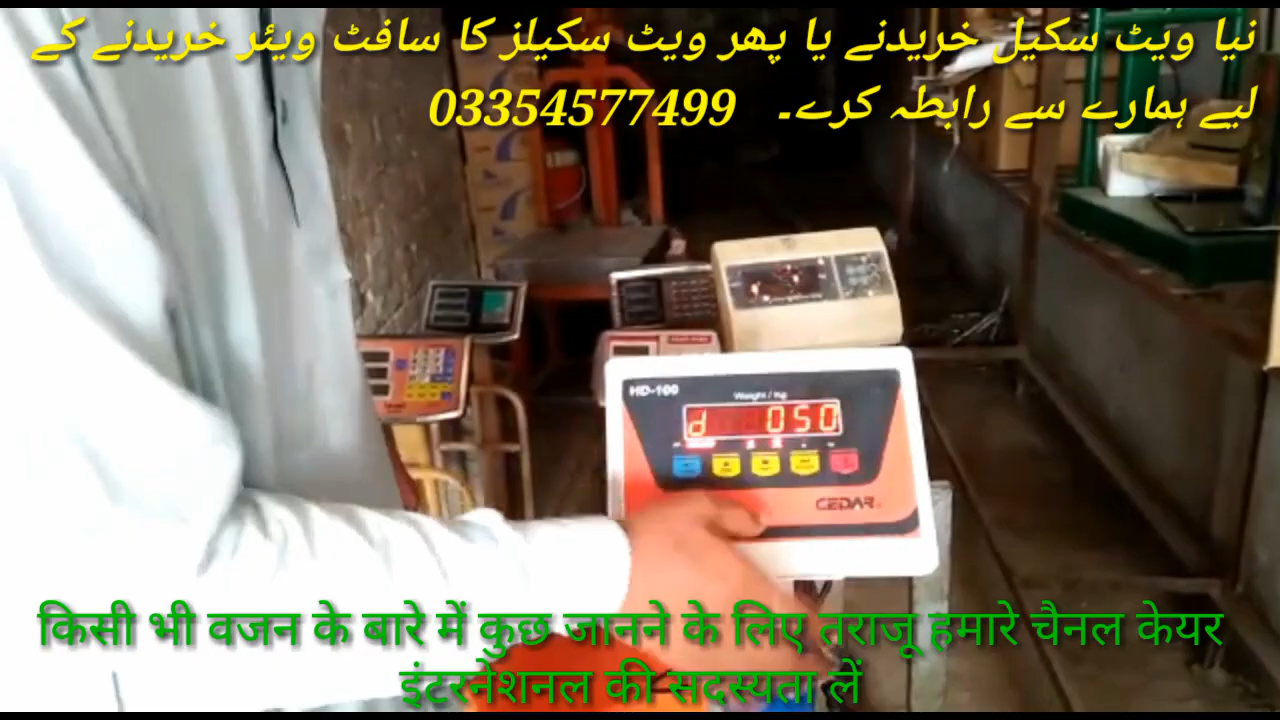 نیا ویٹ سکیل خریدنے یا پھر ویٹ سکیلز کا سافٹ ویئر خریدنے کے
لیے ہمارے سے رابطہ کرے۔ 03354577499
HD-100
Weight / kg
d 050
CEDAR
किसी भी वजन के बारे में कुछ जानने के लिए तराजू हमारे चैनल केयर
इंटरनेशनल की सदस्यता लें